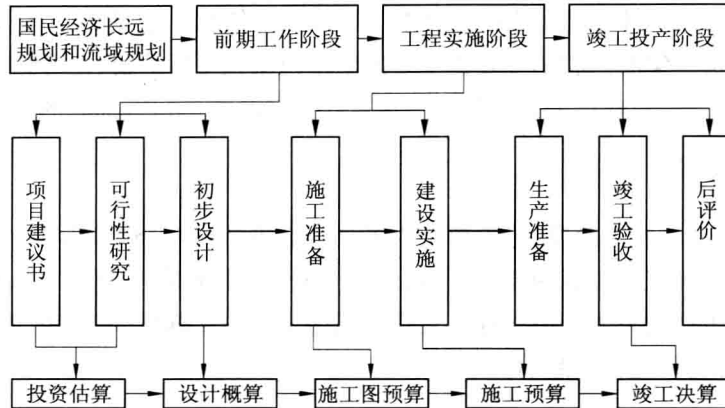 国民经济长远
规划和流域规划
前期工作阶段
工程实施阶段
竣工投产阶段
项目建议书
可行性研究
初步设计
施工准备
建设实施
生产准备
竣工验收
后评价
投资估算
设计概算
施工图预算
施工预算
竣工决算